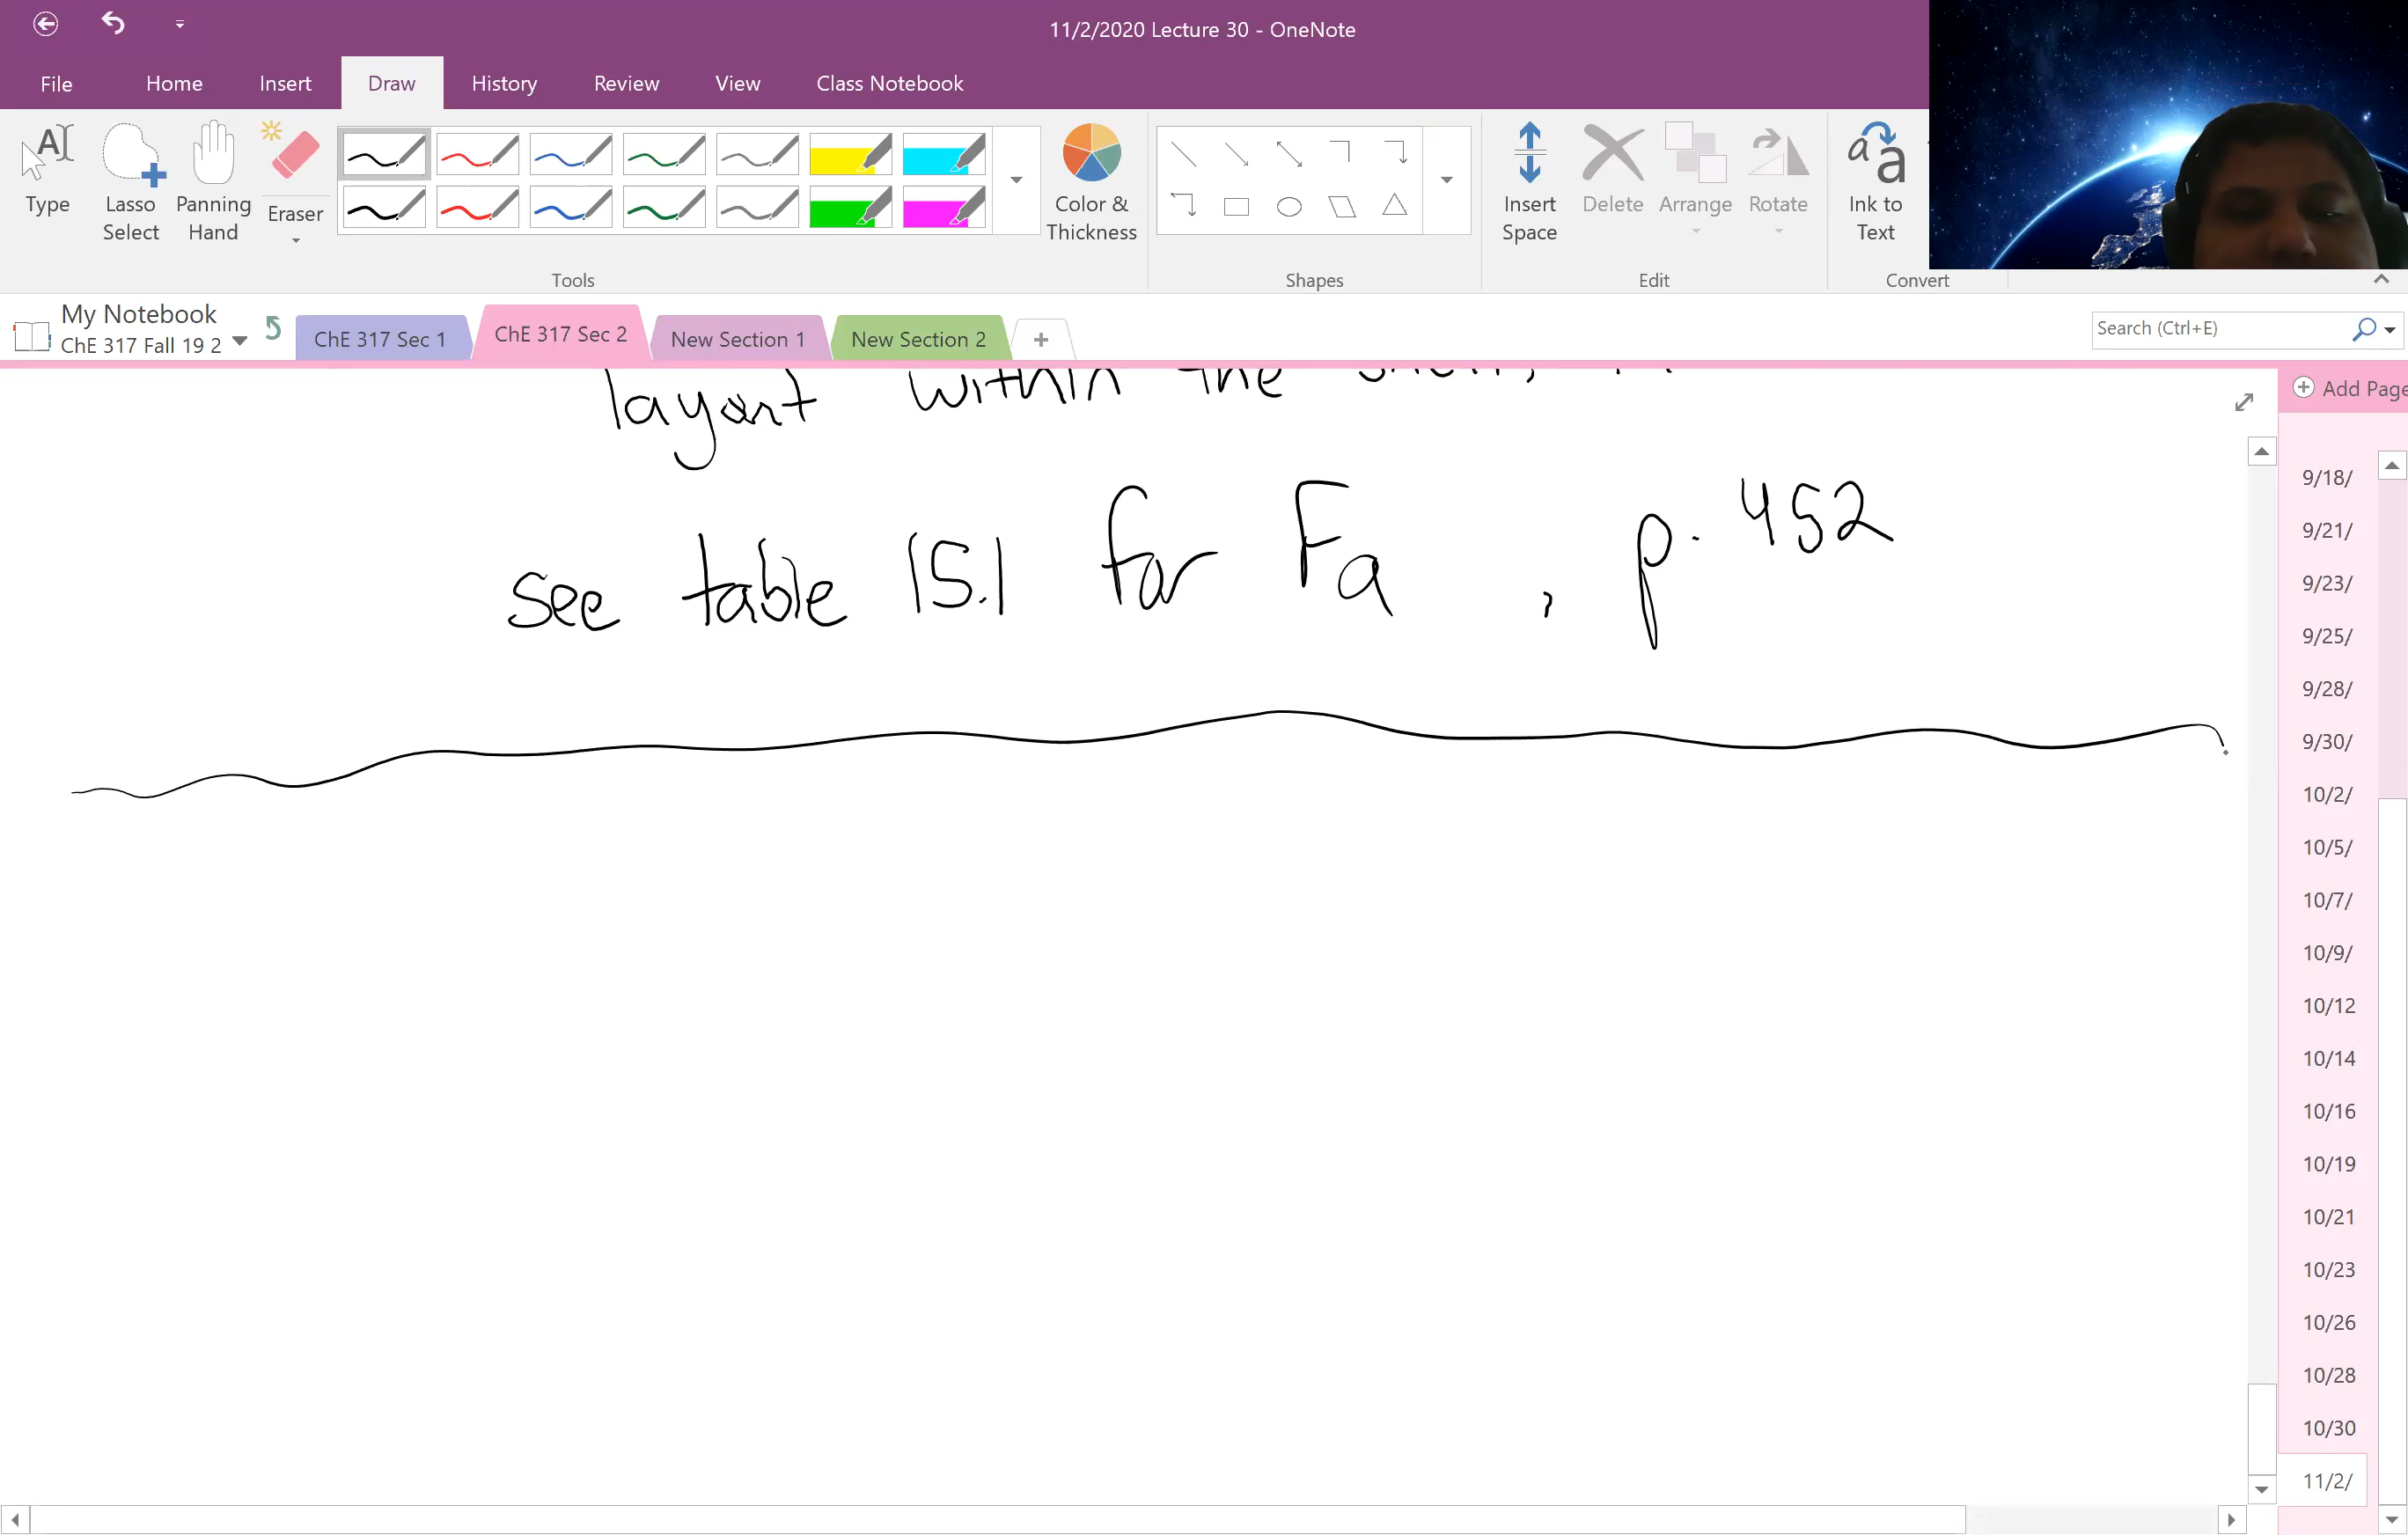 11/2/2020 Lecture 30 - OneNote
File Home Insert Draw History Review View Class Notebook
Type
Lasso Select
Panning Hand
Eraser
Color & Thickness
Insert Space
Delete
Arrange
Rotate
Ink to Text
Tools Shapes Edit Convert
My Notebook
ChE 317 Fall 19 2
ChE 317 Sec 1
ChE 317 Sec 2
New Section 1
New Section 2
Search (Ctrl+E)
Add Page
layout within the
see table 15.1 for Fa , p. 452
9/18/
9/21/
9/23/
9/25/
9/28/
9/30/
10/2/
10/5/
10/7/
10/9/
10/12
10/14
10/16
10/19
10/21
10/23
10/26
10/28
10/30
11/2/